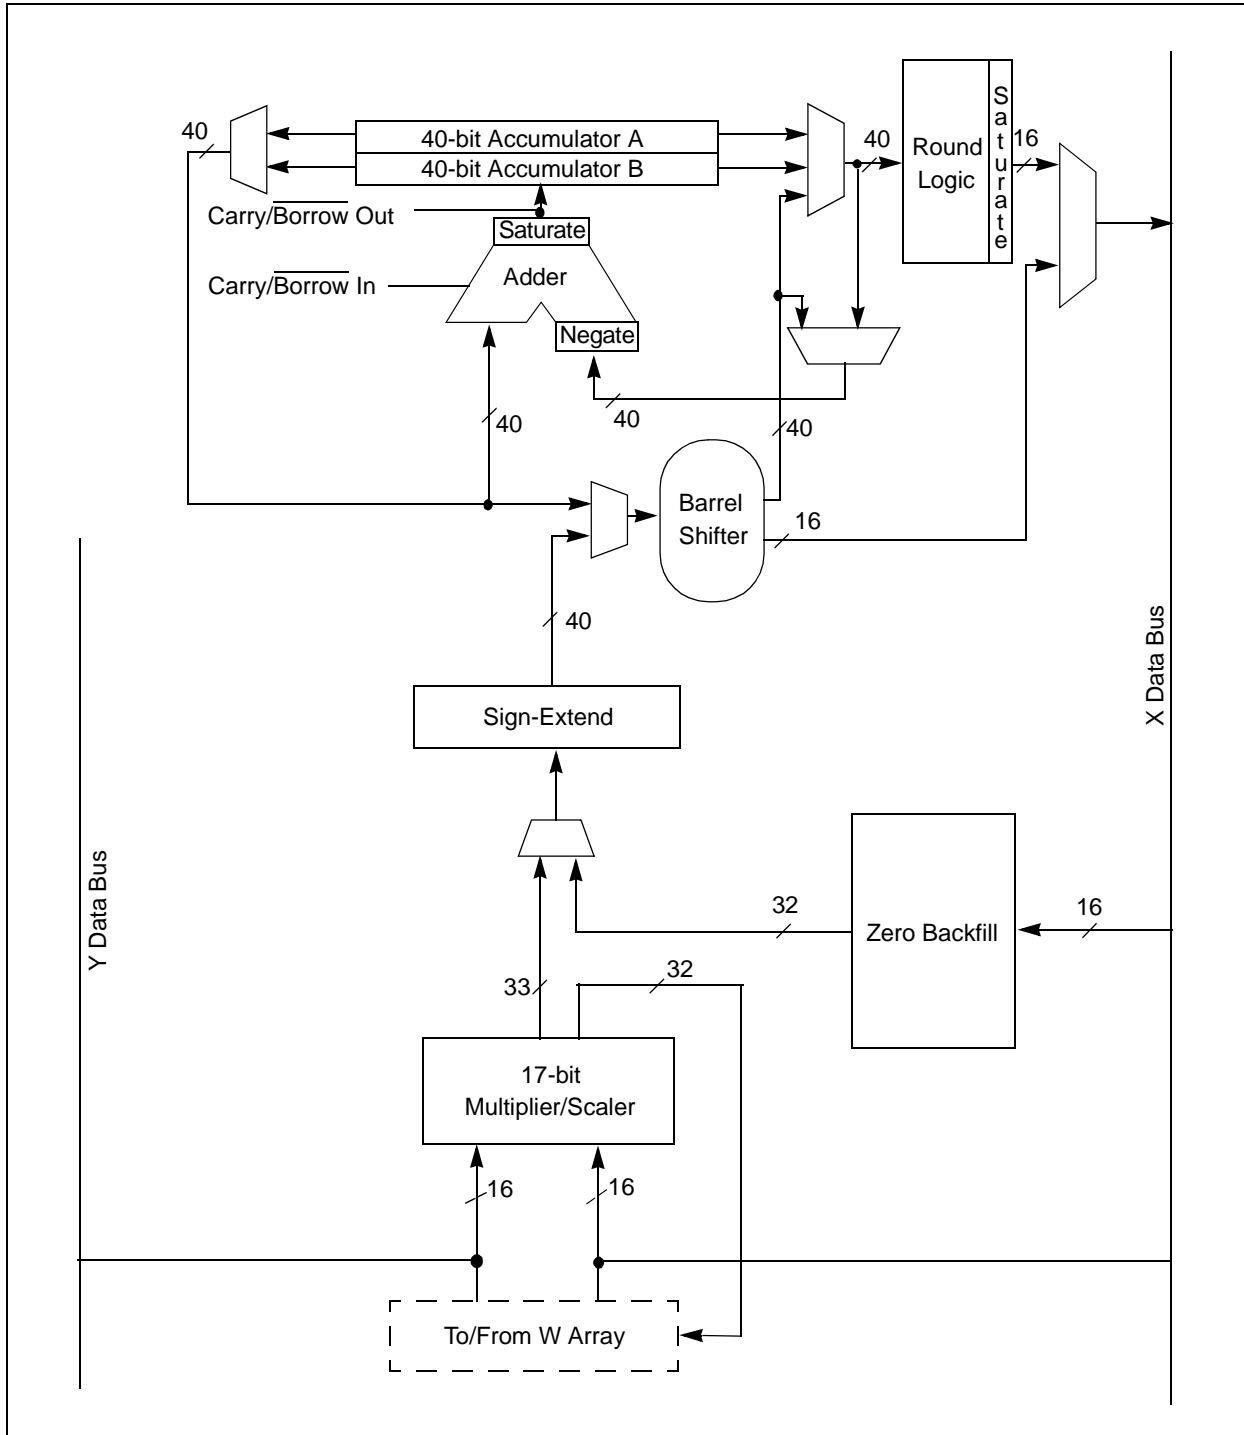 40
40-bit Accumulator A
40-bit Accumulator B
40
Round
Logic
Saturate
16
Carry/Borrow Out
Saturate
Carry/Borrow In
Adder
Negate
40
40
40
Barrel
Shifter
16
40
X Data Bus
Sign-Extend
Y Data Bus
32
Zero Backfill
16
33
32
17-bit
Multiplier/Scaler
16
16
To/From W Array